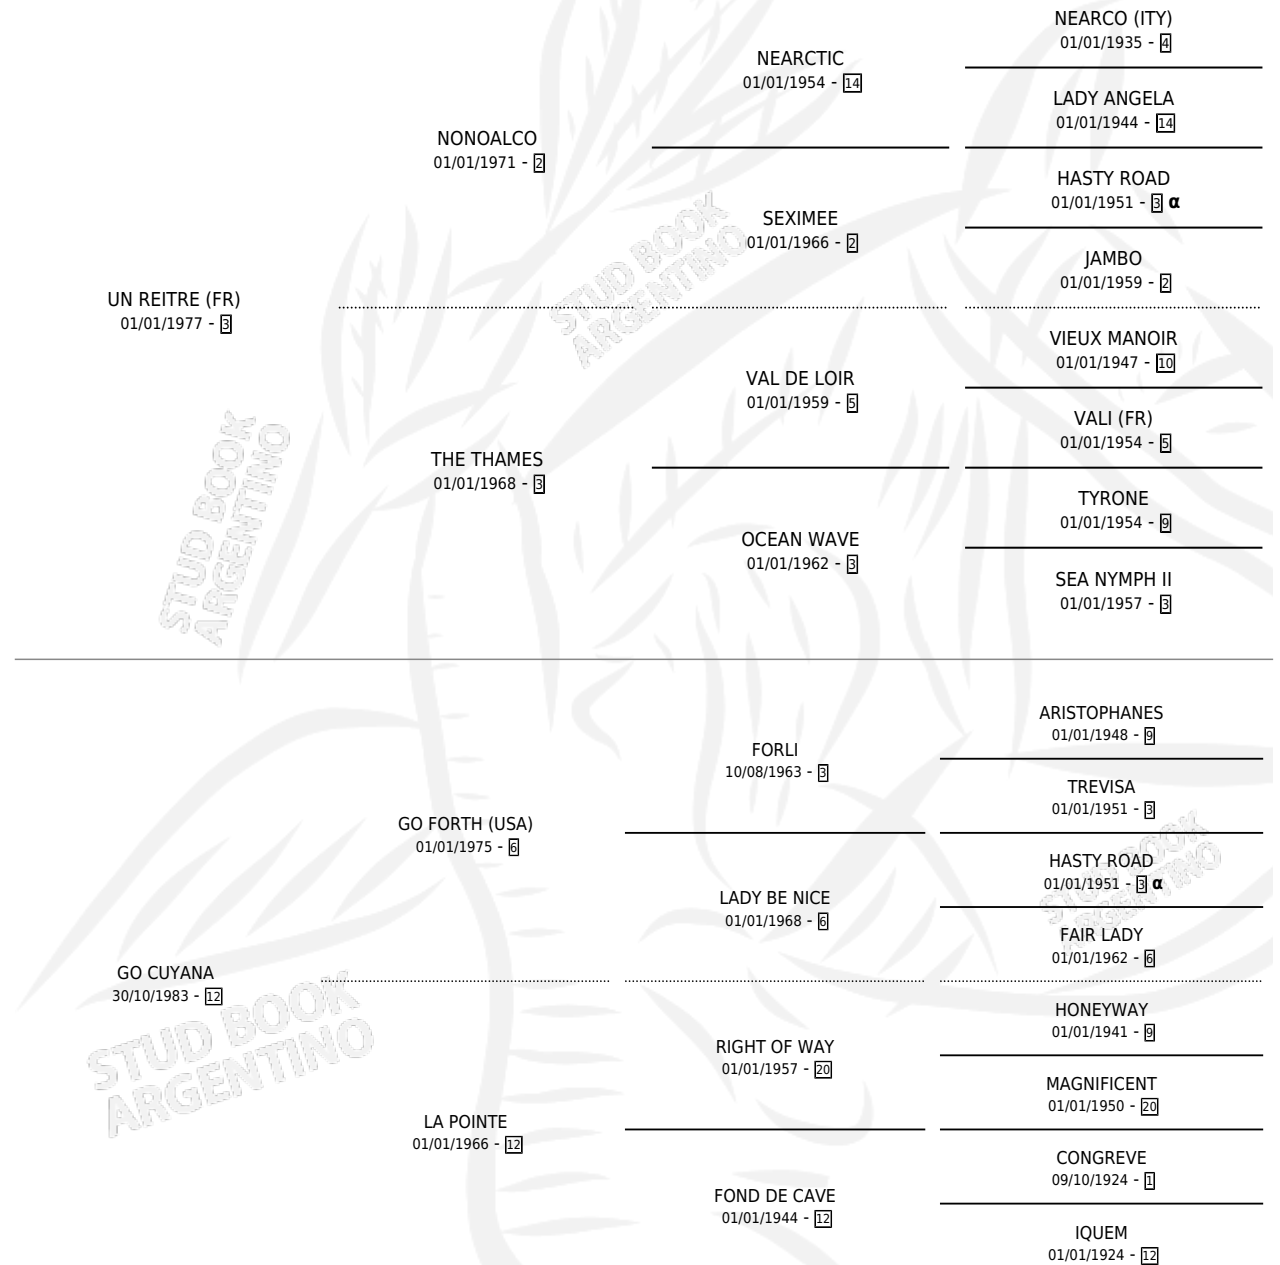 NEARCO (ITY)
01/01/1935 - 4
NEARCTIC
01/01/1954 - 14
LADY ANGELA
01/01/1944 - 14
NONOALCO
01/01/1971 - 2
HASTY ROAD
01/01/1951 - 3 α
SEXIMEE
01/01/1966 - 2
JAMBO
01/01/1959 - 2
UN REITRE (FR)
01/01/1977 - 3
VIEUX MANOIR
01/01/1947 - 10
VAL DE LOIR
01/01/1959 - 5
VALI (FR)
01/01/1954 - 5
THE THAMES
01/01/1968 - 3
TYRONE
01/01/1954 - 9
OCEAN WAVE
01/01/1962 - 3
SEA NYMPH II
01/01/1957 - 3
ARISTOPHANES
01/01/1948 - 9
FORLI
10/08/1963 - 3
TREVISA
01/01/1951 - 3
GO FORTH (USA)
01/01/1975 - 6
HASTY ROAD
01/01/1951 - 3 α
LADY BE NICE
01/01/1968 - 6
FAIR LADY
01/01/1962 - 6
GO CUYANA
30/10/1983 - 12
HONEYWAY
01/01/1941 - 9
RIGHT OF WAY
01/01/1957 - 20
MAGNIFICENT
01/01/1950 - 20
LA POINTE
01/01/1966 - 12
CONGREVE
09/10/1924 - 1
FOND DE CAVE
01/01/1944 - 12
IQUEM
01/01/1924 - 12
STUD BOOK
ARGENTINO
STUD BOOK
ARGENTINO
STUD BOOK
ARGENTINO
STUD BOOK
ARGENTINO